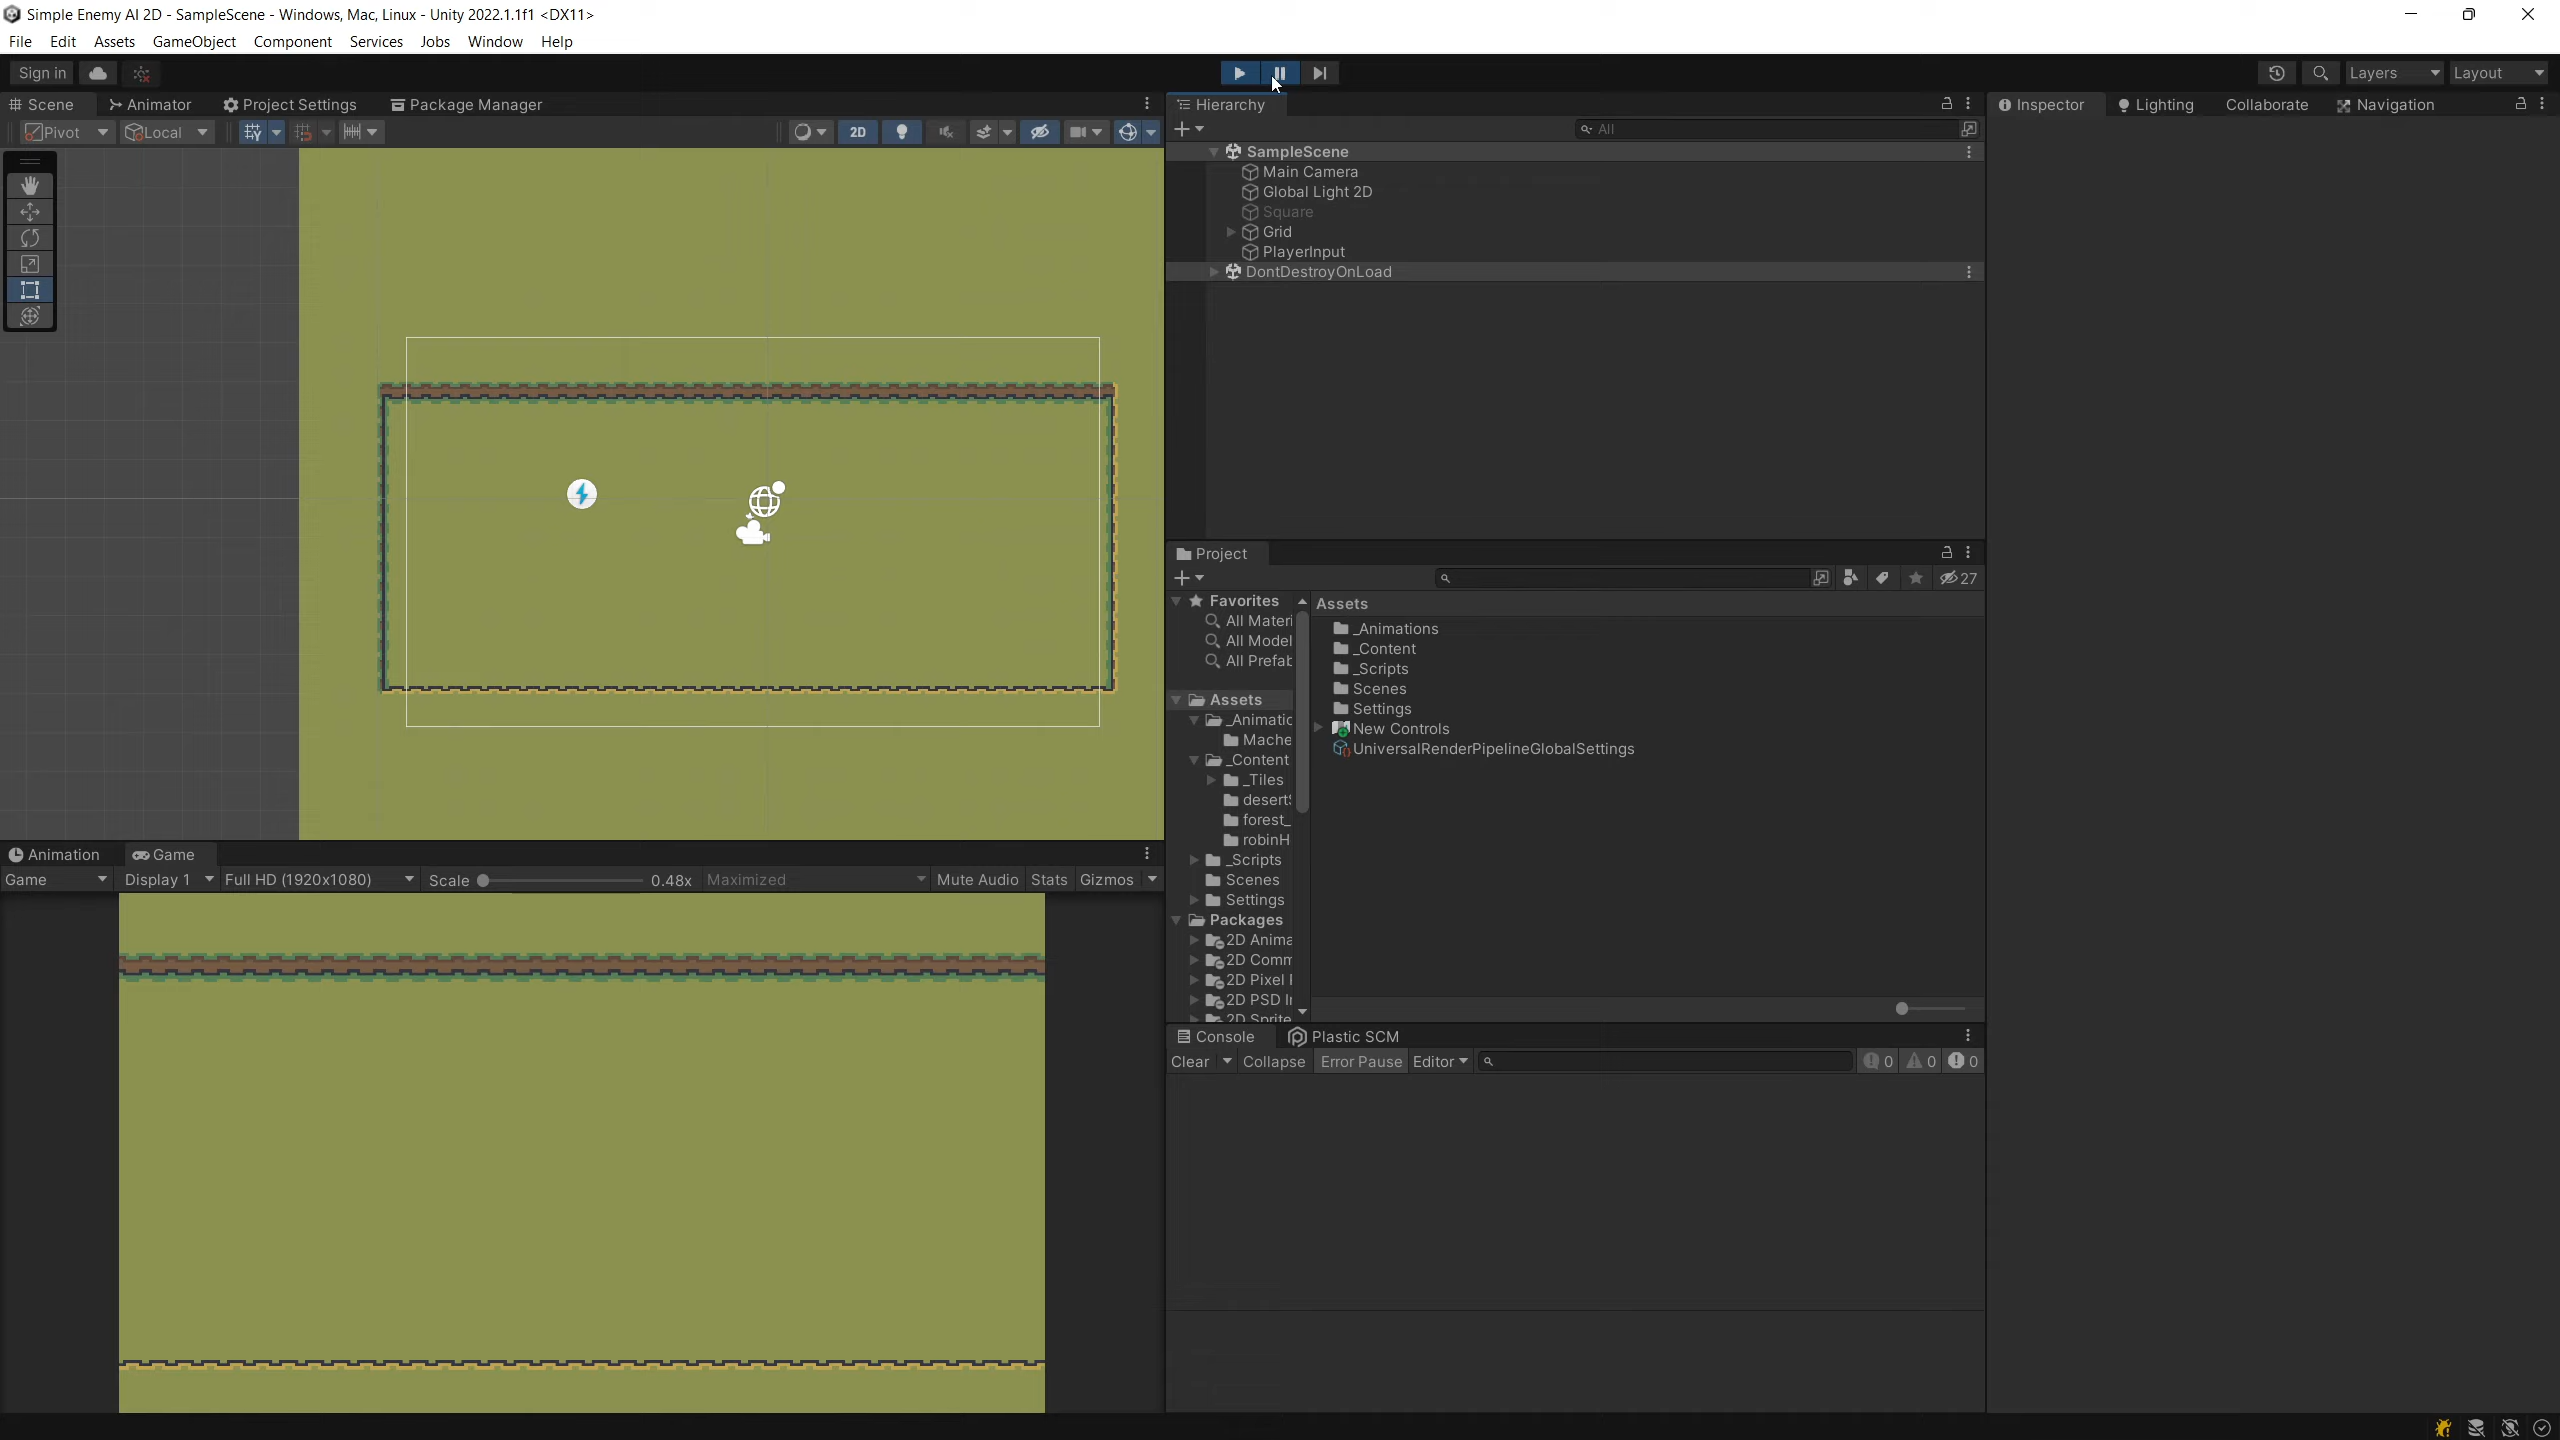 Simple Enemy AI 2D - SampleScene - Windows, Mac, Linux - Unity 2022.1.1f1 <DX11>
File Edit Assets GameObject Component Services Jobs Window Help
Sign in
Layers Layout
Scene Animator Project Settings Package Manager
Pivot Local
2D
Hierarchy
All
SampleScene
Main Camera
Global Light 2D
Square
Grid
PlayerInput
DontDestroyOnLoad
Inspector Lighting Collaborate Navigation
Project
27
Favorites
All Materi
All Model
All Prefab
Assets
_Animatic
Mache
_Content
_Tiles
desertS
forest_
robinH
_Scripts
Scenes
Settings
Packages
2D Anima
2D Comm
2D Pixel
2D PSD I
2D Sprite
Assets
_Animations
_Content
_Scripts
Scenes
Settings
New Controls
UniversalRenderPipelineGlobalSettings
Animation Game
Game Display 1 Full HD (1920x1080) Scale 0.48x Maximized Mute Audio Stats Gizmos
Console Plastic SCM
Clear Collapse Error Pause Editor 0 0 0